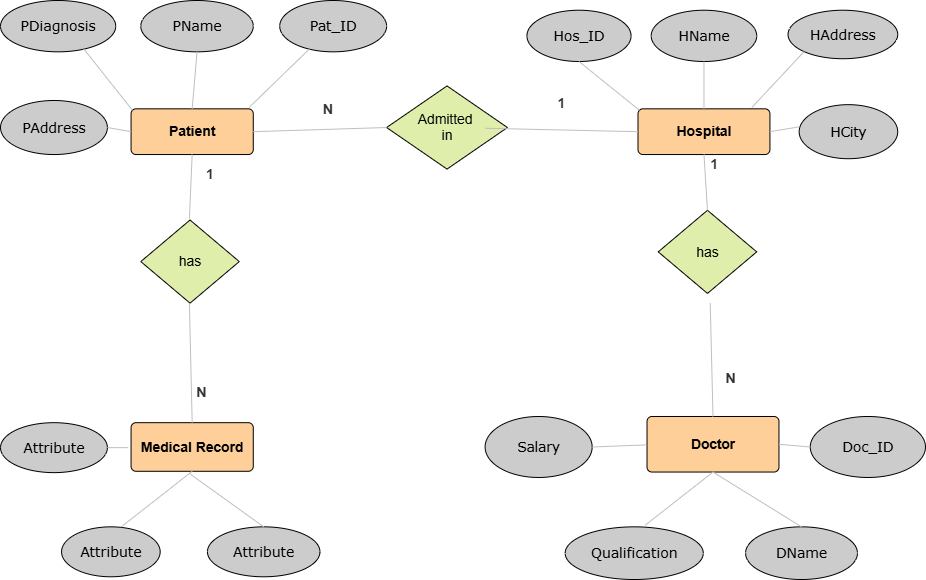 PDiagnosis
PName
Pat_ID
Hos_ID
HName
HAddress
PAddress
Patient
N
Admitted
in
1
Hospital
HCity
1
1
has
has
N
N
Attribute
Medical Record
Salary
Doctor
Doc_ID
Attribute
Attribute
Qualification
DName